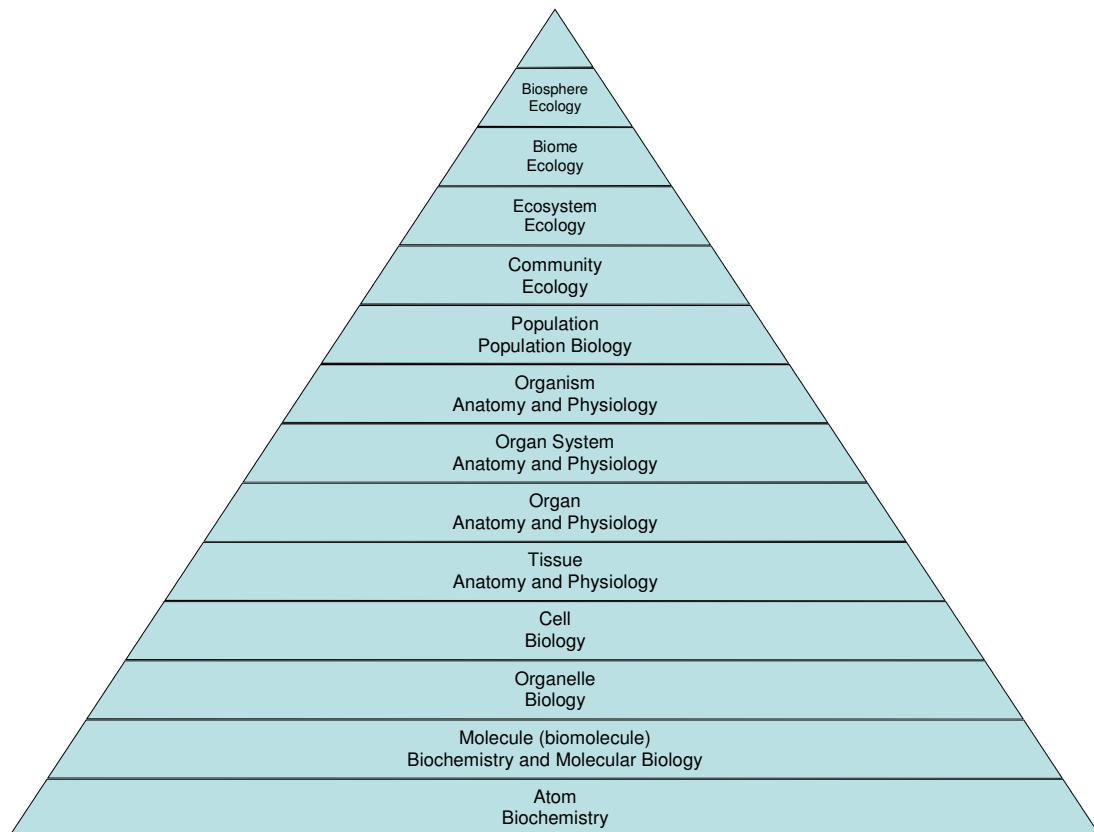 Biosphere
Ecology
Biome
Ecology
Ecosystem
Ecology
Community
Ecology
Population
Population Biology
Organism
Anatomy and Physiology
Organ System
Anatomy and Physiology
Organ
Anatomy and Physiology
Tissue
Anatomy and Physiology
Cell
Biology
Organelle
Biology
Molecule (biomolecule)
Biochemistry and Molecular Biology
Atom
Biochemistry